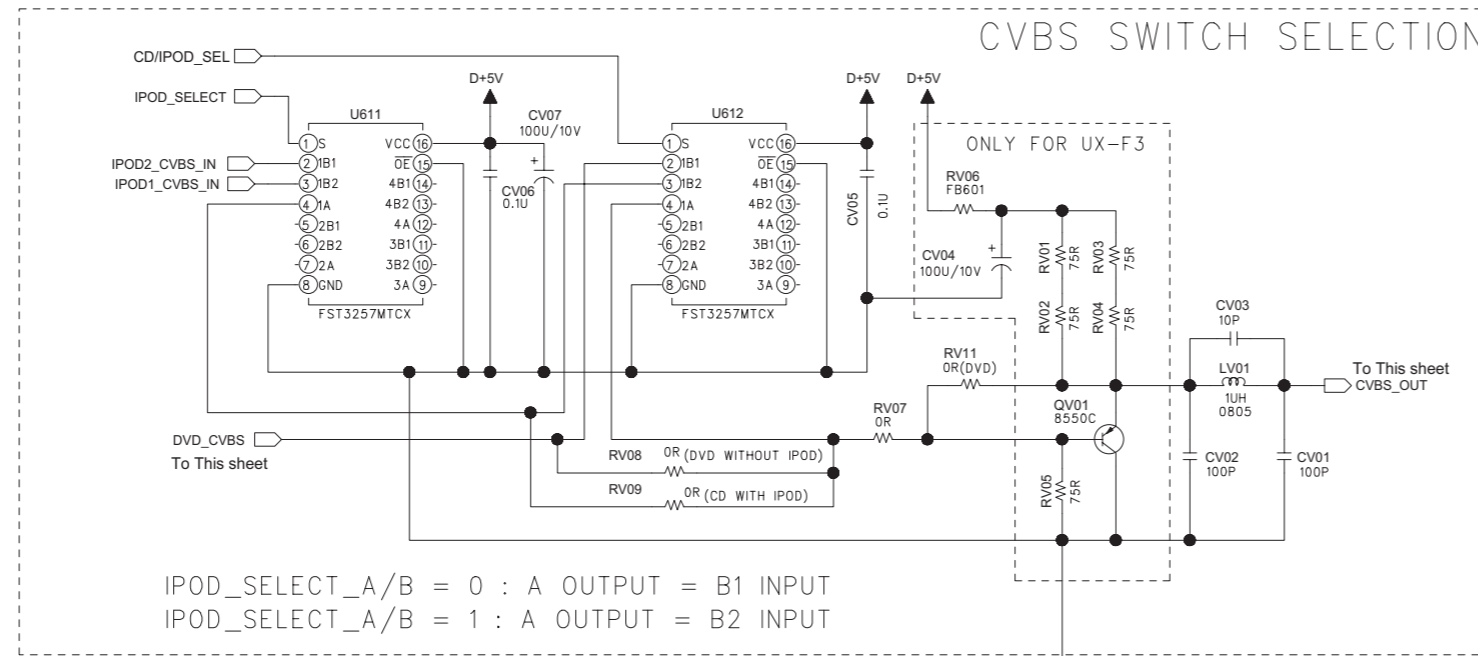 CVBS SWITCH SELECTION
CD/IPOD_SEL
IPOD_SELECT
IPOD2_CVBS_IN
IPOD1_CVBS_IN
D+5V
U611
CV07
100U/10V
+
1 S
2 1B1
3 1B2
4 1A
5 2B1
6 2B2
7 2A
8 GND
VCC 16
OE 15
4B1 14
4B2 13
4A 12
3B1 11
3B2 10
3A 9
FST3257MTCX
CV06
0.1U
U612
1 S
2 1B1
3 1B2
4 1A
5 2B1
6 2B2
7 2A
8 GND
VCC 16
OE 15
4B1 14
4B2 13
4A 12
3B1 11
3B2 10
3A 9
FST3257MTCX
D+5V
D+5V
CV05
0.1U
ONLY FOR UX-F3
RV06
FB601
+
CV04
100U/10V
RV01
75R
RV03
75R
RV02
75R
RV04
75R
CV03
10P
RV11
0R(DVD)
LV01
1UH
0805
To This sheet
CVBS_OUT
RV07
0R
QV01
8550C
DVD_CVBS
To This sheet
RV08
0R (DVD WITHOUT IPOD)
RV09
0R (CD WITH IPOD)
RV05
75R
CV02
100P
CV01
100P
IPOD_SELECT_A/B = 0 : A OUTPUT = B1 INPUT
IPOD_SELECT_A/B = 1 : A OUTPUT = B2 INPUT